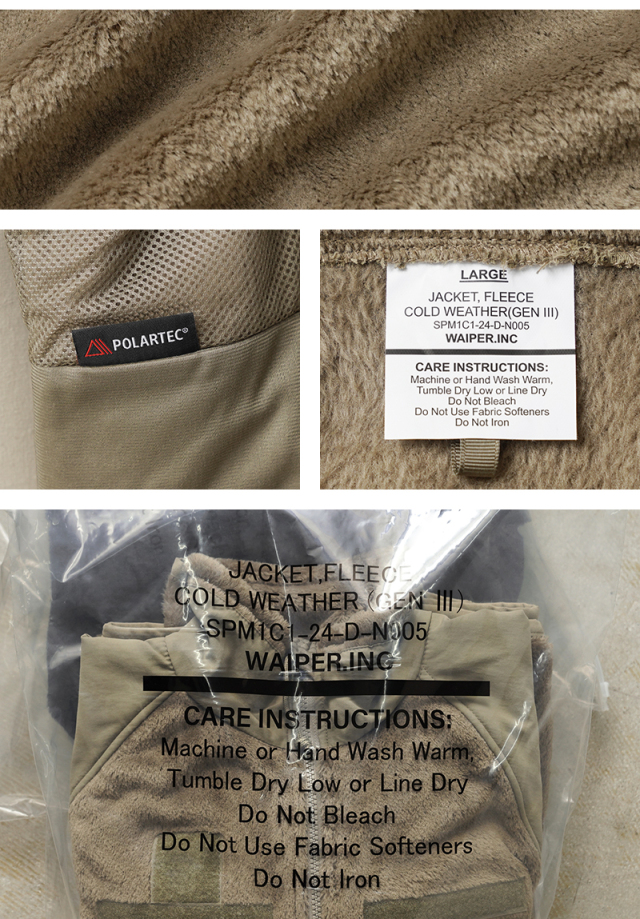 POLARTEC®
LARGE
JACKET, FLEECE
COLD WEATHER(GEN III)
SPM1C1-24-D-N005
WAIPER.INC
CARE INSTRUCTIONS:
Machine or Hand Wash Warm,
Tumble Dry Low or Line Dry
Do Not Bleach
Do Not Use Fabric Softeners
Do Not Iron
JACKET,FLEECE
COLD WEATHER (GEN III)
SPM1C1-24-D-N005
WAIPER.INC
CARE INSTRUCTIONS:
Machine or Hand Wash Warm,
Tumble Dry Low or Line Dry
Do Not Bleach
Do Not Use Fabric Softeners
Do Not Iron